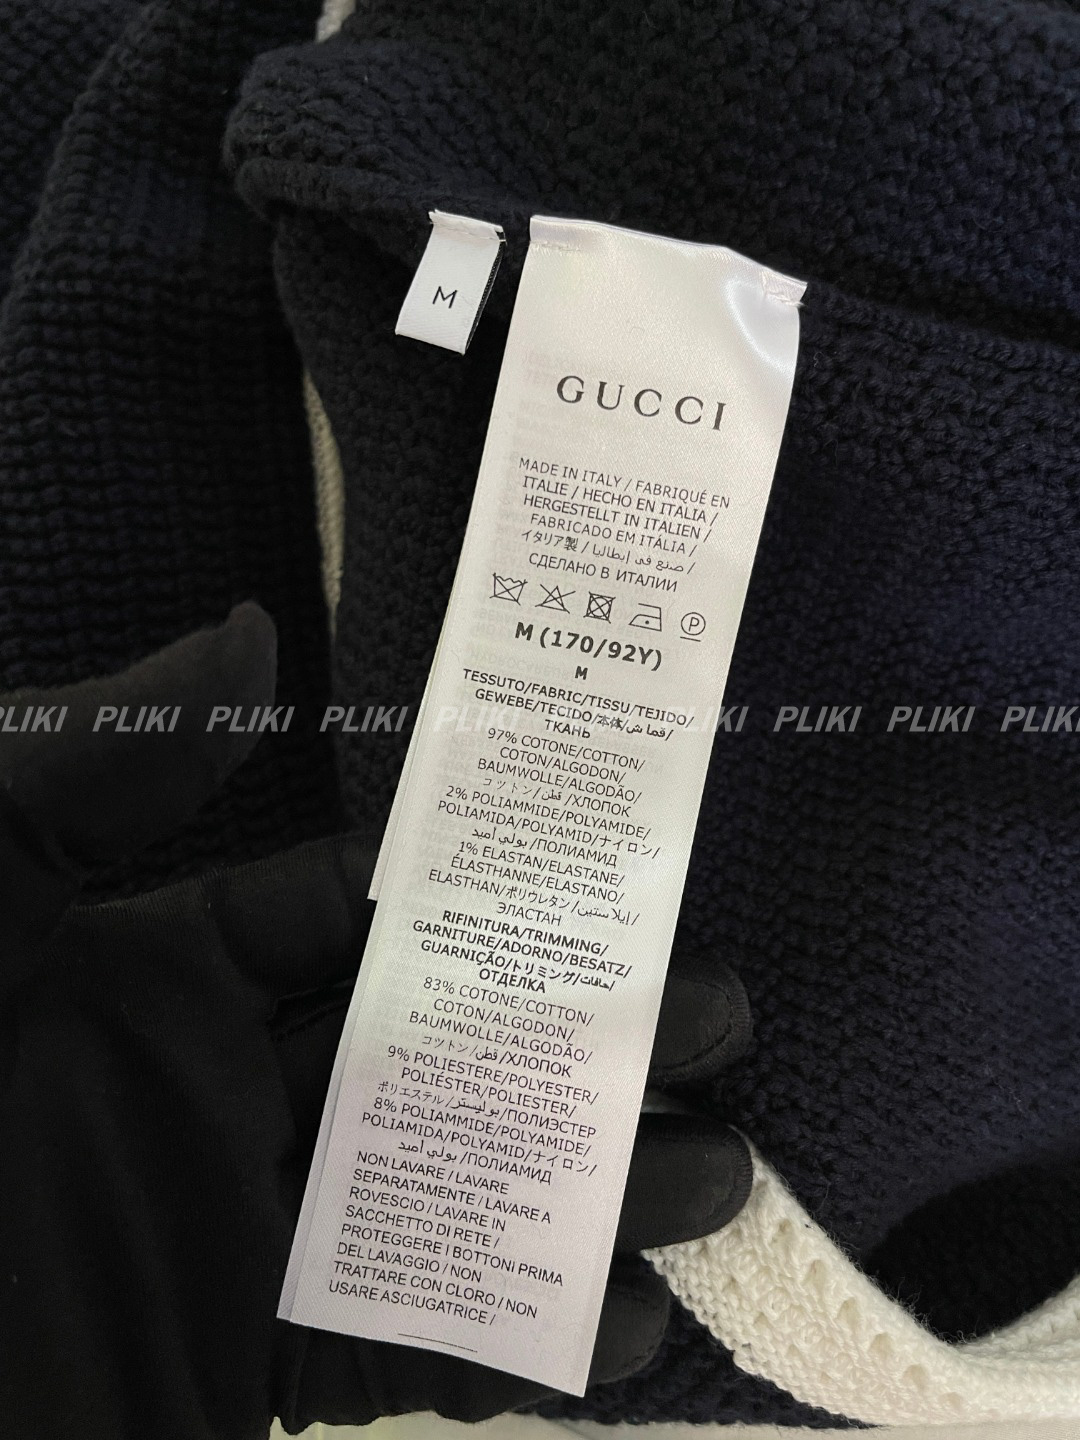 M
GUCCI
MADE IN ITALY / FABRIQUÉ EN
ITALIE / HECHO EN ITALIA /
HERGESTELLT IN ITALIEN /
FABRICADO EM ITÁLIA /
イタリア製 / صنع في إيطاليا /
СДЕЛАНО В ИТАЛИИ
P
M (170/92Y)
M
TESSUTO/FABRIC/TISSU/TEJIDO/
GEWEBE/TECIDO/本体/قماش/
ТКАНЬ
PLIKI PLIKI PLIKI PLIKI PLIKI PLIKI PLIKI PLIKI PLIKI PLIKI
97% COTONE/COTTON/
COTON/ALGODON/
BAUMWOLLE/ALGODÃO/
コットン/قطن/ХЛОПОК
2% POLIAMMIDE/POLYAMIDE/
POLIAMIDA/POLYAMID/ナイロン/
بولي اميد/ПОЛИАМИД
1% ELASTAN/ELASTANE/
ÉLASTHANNE/ELASTANO/
ELASTHAN/ポリウレタン/إيلاستين/
ЭЛАСТАН
RIFINITURA/TRIMMING/
GARNITURE/ADORNO/BESATZ/
GUARNIÇÃO/トリミング/حافات/
ОТДЕЛКА
83% COTONE/COTTON/
COTON/ALGODON/
BAUMWOLLE/ALGODÃO/
コットン/قطن/ХЛОПОК
9% POLIESTERE/POLYESTER/
POLIÉSTER/POLIESTER/
ポリエステル/بوليستر/ПОЛИЭСТЕР
8% POLIAMMIDE/POLYAMIDE/
POLIAMIDA/POLYAMID/ナイロン/
بولي اميد/ПОЛИАМИД
NON LAVARE / LAVARE
SEPARATAMENTE / LAVARE A
ROVESCIO / LAVARE IN
SACCHETTO DI RETE /
PROTEGGERE I BOTTONI PRIMA
DEL LAVAGGIO / NON
TRATTARE CON CLORO / NON
USARE ASCIUGATRICE /